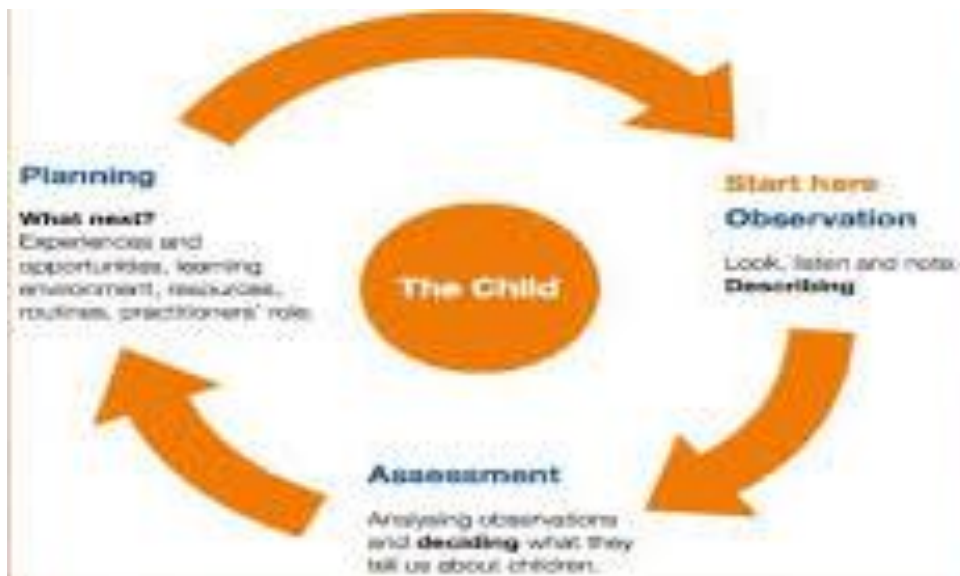 Planning
What next?
Experiences and
opportunities, learning
environment, resources,
routines, practitioners' role.
The Child
Start here
Observation
Look, listen and note.
Describing
Assessment
Analysing observations
and deciding what they
tell us about children.